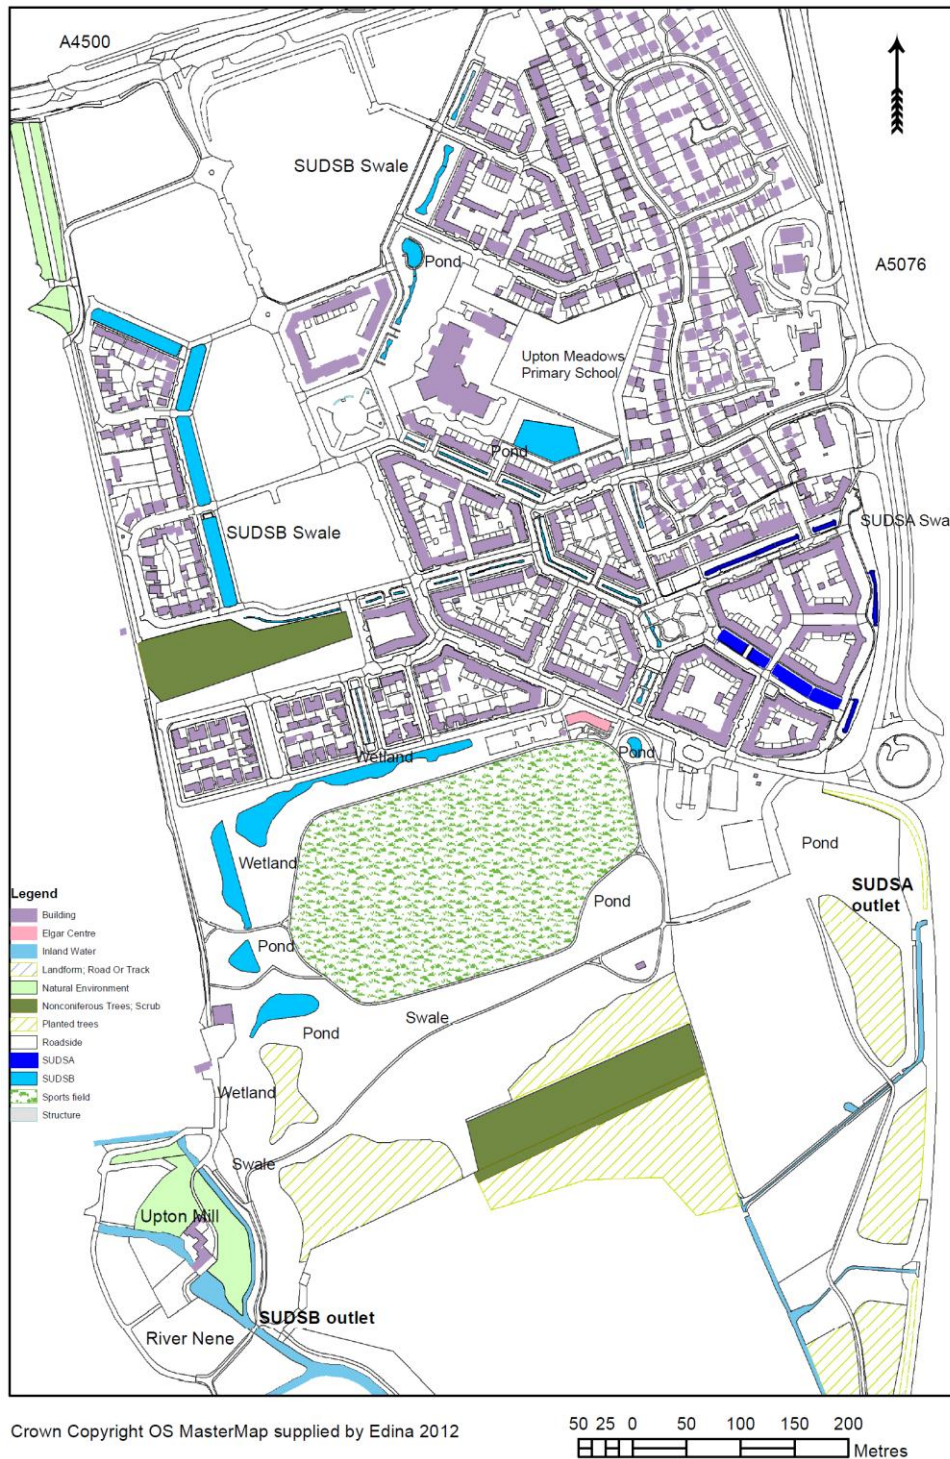 A4500
SUDSB Swale
Pond
A5076
Upton Meadows
Primary School
Pond
SUDSB Swale
SUDSA Swa
Wetland
Pond
Wetland
Pond
SUDSA
outlet
Pond
Pond
Swale
Pond
Wetland
Swale
Upton Mill
SUDSB outlet
River Nene
Legend
Building
Elgar Centre
Inland Water
Landform; Road Or Track
Natural Environment
Nonconiferous Trees; Scrub
Planted trees
Roadside
SUDSA
SUDSB
Sports field
Structure
Crown Copyright OS MasterMap supplied by Edina 2012
50 25 0 50 100 150 200
Metres